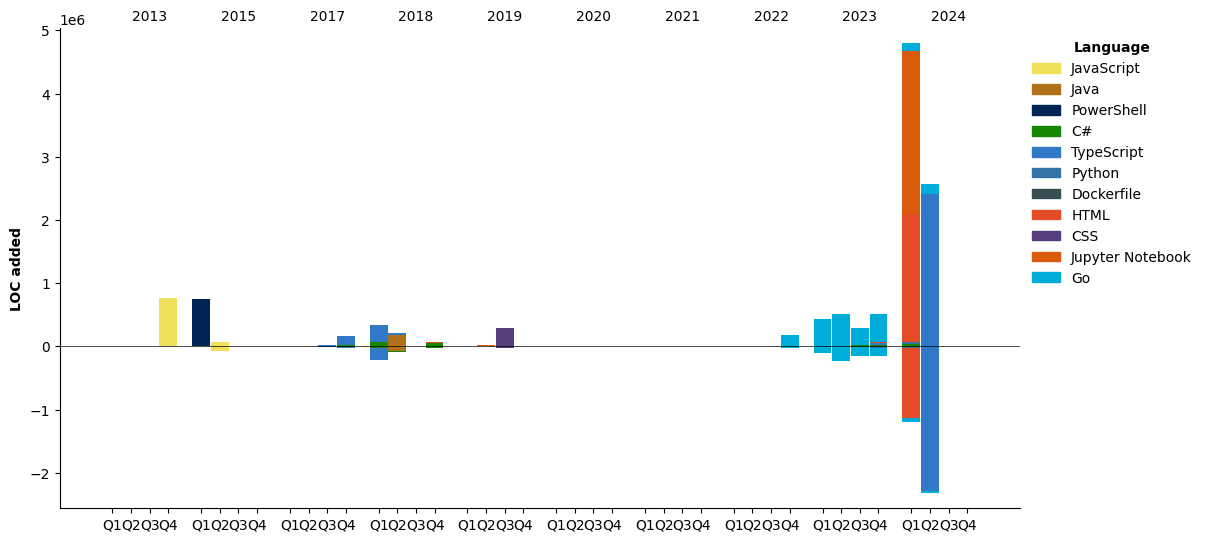 2013 2015 2017 2018 2019 2020 2021 2022 2023 2024
1e6
5
4
3
2
1
0
−1
−2
LOC added
Q1Q2Q3Q4 Q1Q2Q3Q4 Q1Q2Q3Q4 Q1Q2Q3Q4 Q1Q2Q3Q4 Q1Q2Q3Q4 Q1Q2Q3Q4 Q1Q2Q3Q4 Q1Q2Q3Q4 Q1Q2Q3Q4
Language
JavaScript
Java
PowerShell
C#
TypeScript
Python
Dockerfile
HTML
CSS
Jupyter Notebook
Go